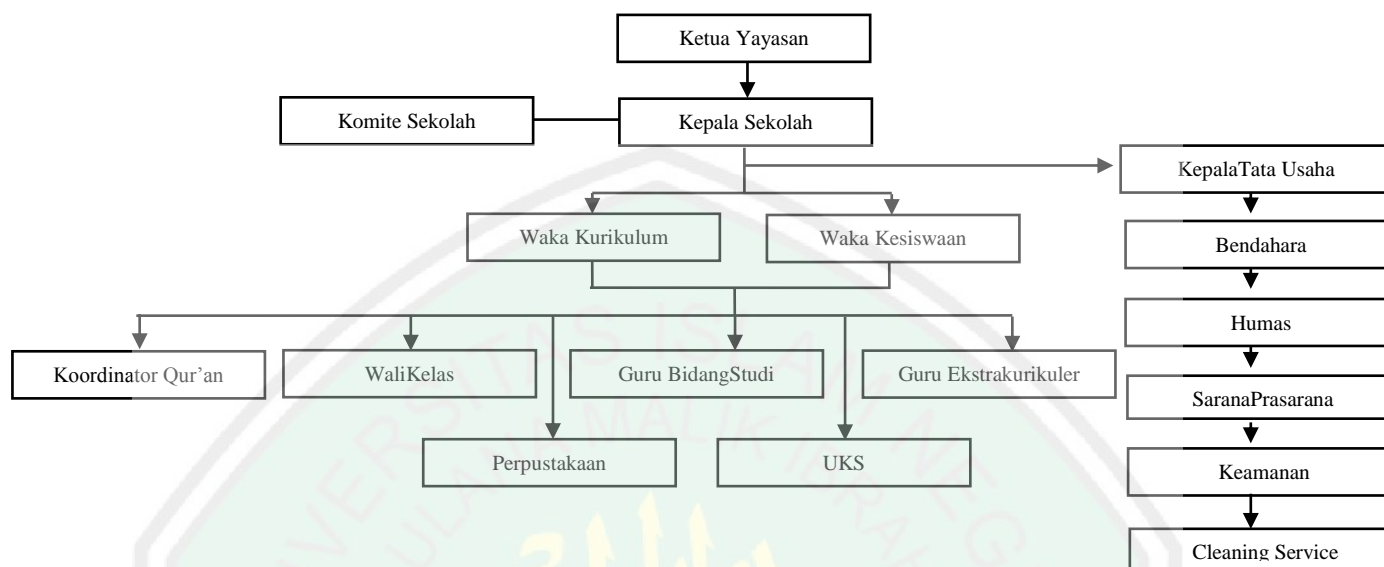 Ketua Yayasan
Komite Sekolah
Kepala Sekolah
KepalaTata Usaha
Waka Kurikulum
Waka Kesiswaan
Bendahara
Humas
Koordinator Qur’an
WaliKelas
Guru BidangStudi
Guru Ekstrakurikuler
SaranaPrasarana
Perpustakaan
UKS
Keamanan
Cleaning Service